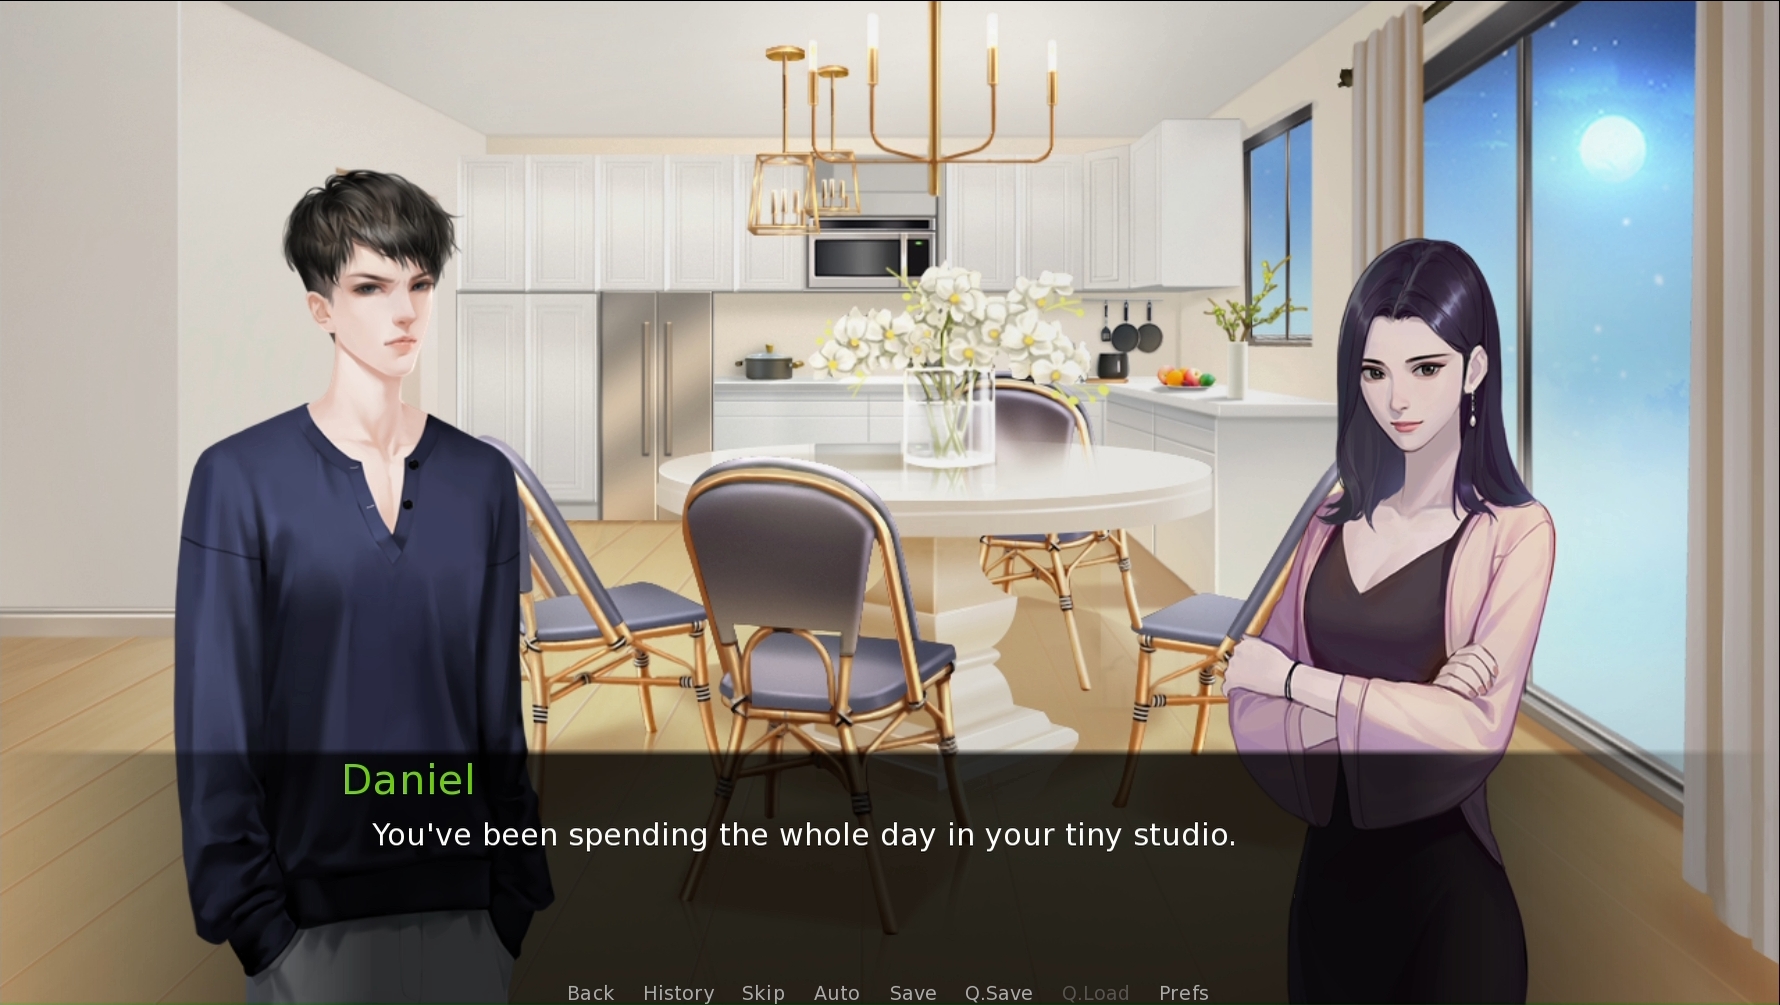 Daniel
You've been spending the whole day in your tiny studio.
Back History Skip Auto Save Q.Save Q.Load Prefs